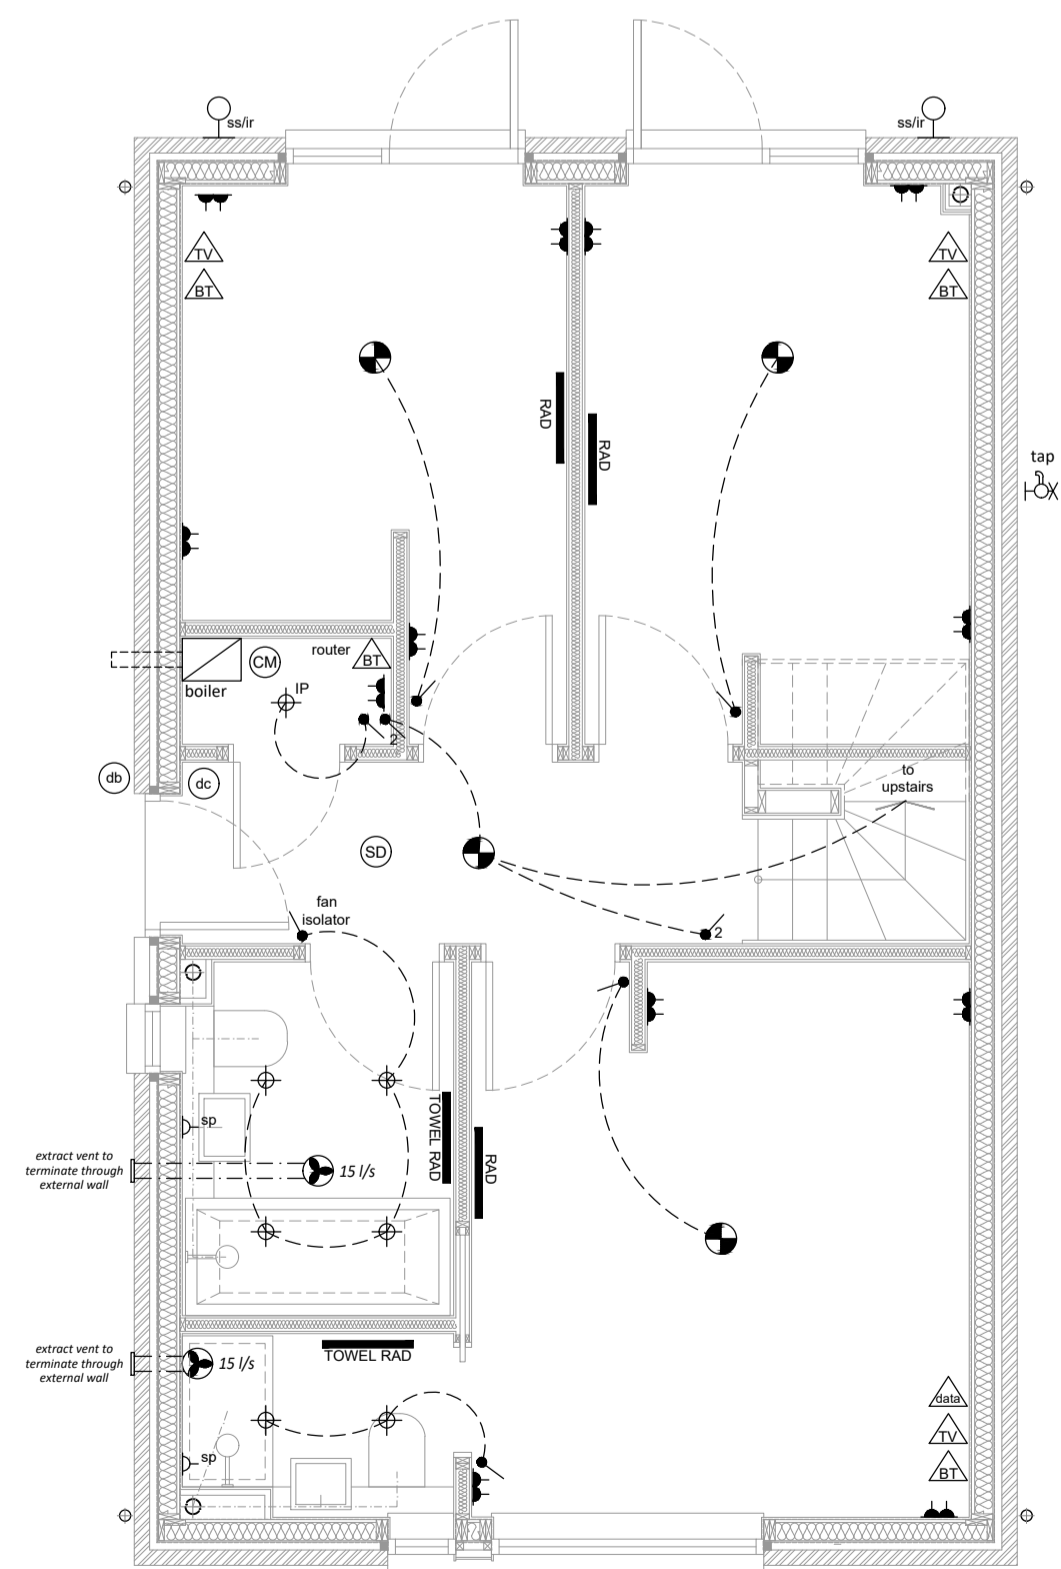 ss/ir
ss/ir
TV
BT
TV
BT
RAD
RAD
tap
router
BT
CM
boiler
IP
2
db
dc
to
upstairs
SD
fan
isolator
2
sp
TOWEL RAD
RAD
extract vent to
terminate through
external wall
15 l/s
extract vent to
terminate through
external wall
15 l/s
TOWEL RAD
data
TV
BT
sp